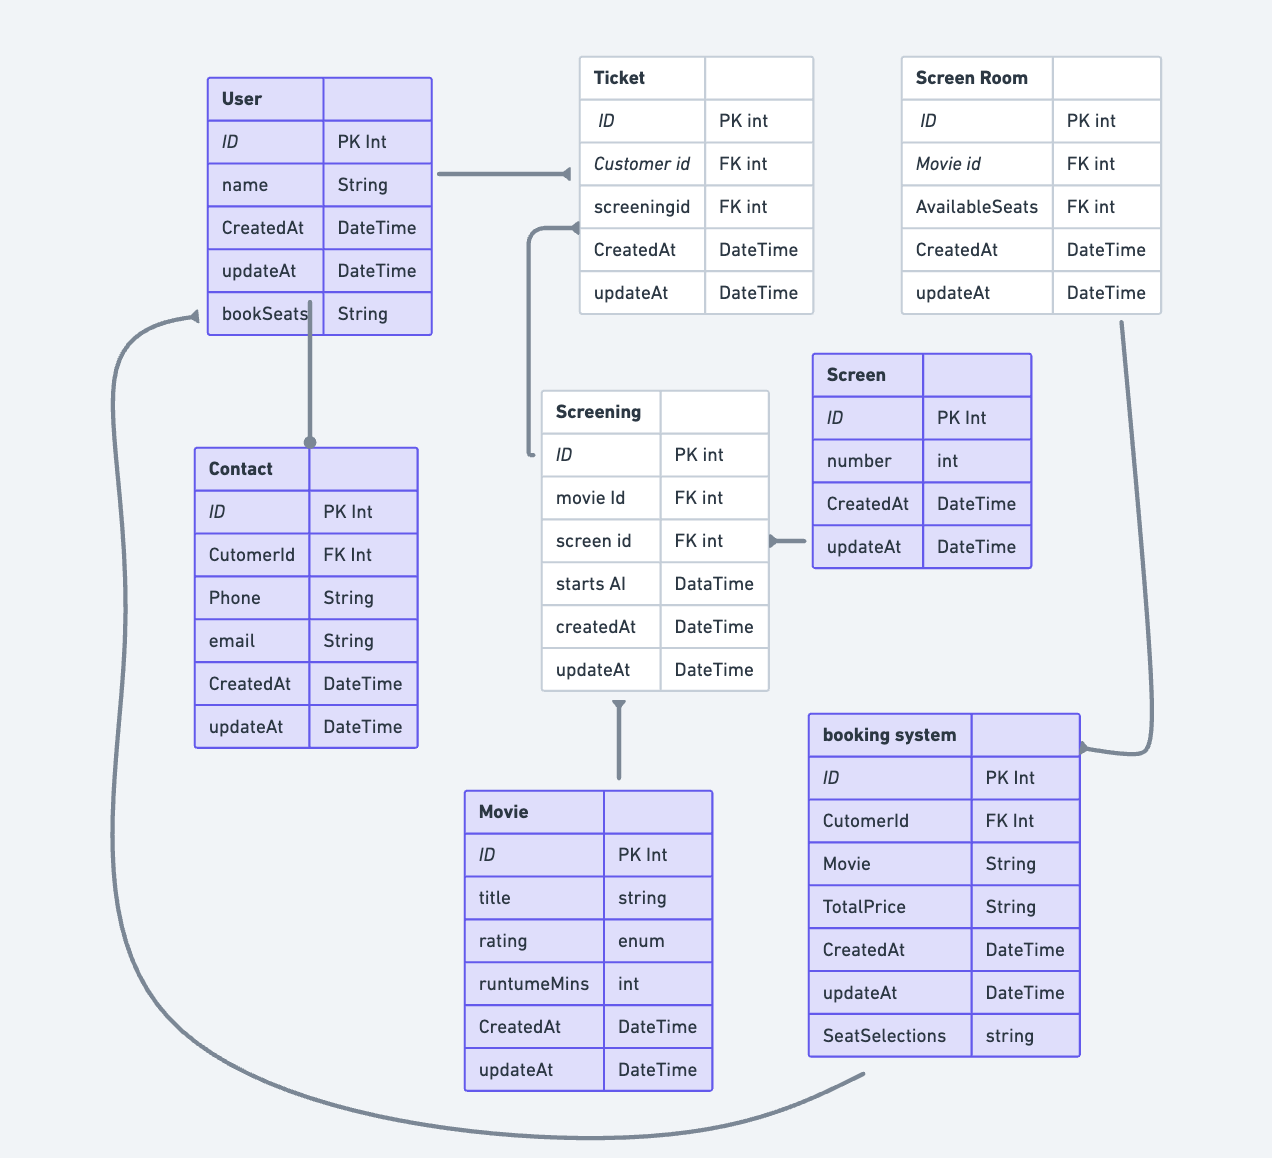 User
ID PK Int
name String
CreatedAt DateTime
updateAt DateTime
bookSeats String
Ticket
ID PK int
Customer id FK int
screeningid FK int
CreatedAt DateTime
updateAt DateTime
Screen Room
ID PK int
Movie id FK int
AvailableSeats FK int
CreatedAt DateTime
updateAt DateTime
Screen
ID PK Int
number int
CreatedAt DateTime
updateAt DateTime
Screening
ID PK int
movie Id FK int
screen id FK int
starts AI DataTime
createdAt DateTime
updateAt DateTime
Contact
ID PK Int
CutomerId FK Int
Phone String
email String
CreatedAt DateTime
updateAt DateTime
booking system
ID PK Int
CutomerId FK Int
Movie String
TotalPrice String
CreatedAt DateTime
updateAt DateTime
SeatSelections string
Movie
ID PK Int
title string
rating enum
runtumeMins int
CreatedAt DateTime
updateAt DateTime